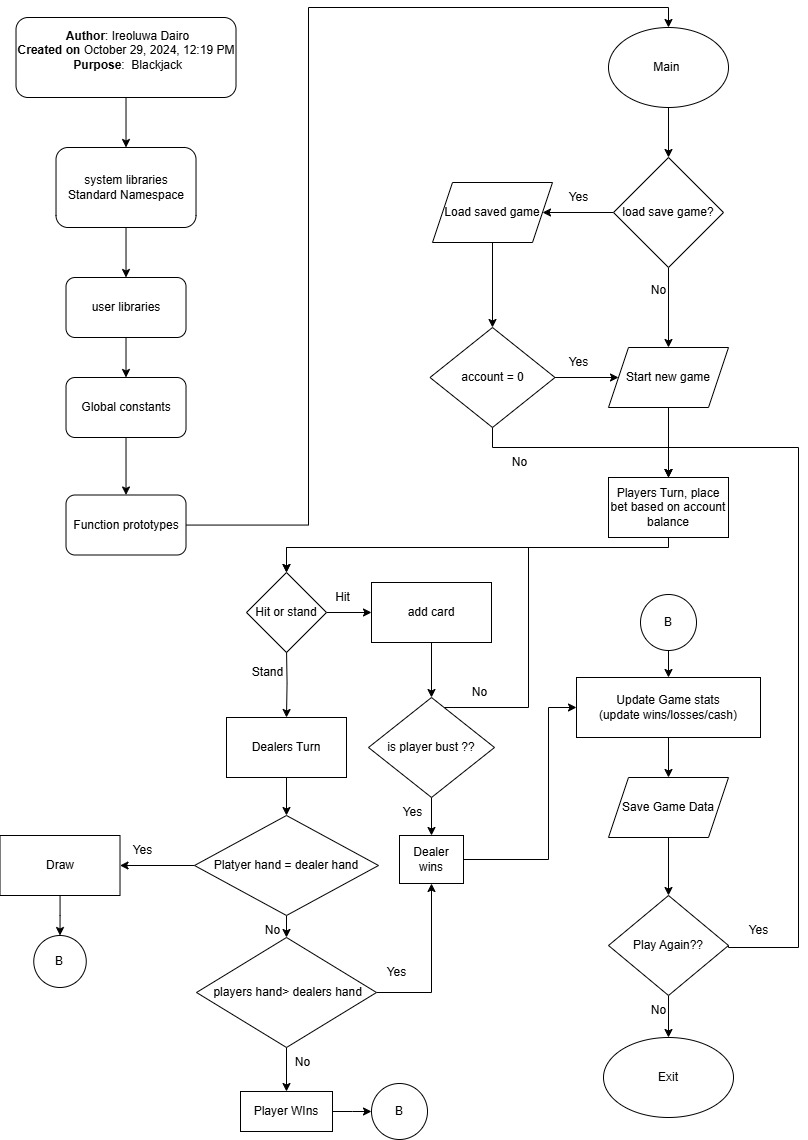 Author: Ireoluwa Dairo
Created on October 29, 2024, 12:19 PM
Purpose:  Blackjack
system libraries
Standard Namespace
user libraries
Global constants
Function prototypes
Main
load save game?
Yes
Load saved game
No
account = 0
Yes
Start new game
No
Players Turn, place
bet based on account
balance
Hit or stand
Hit
add card
Stand
No
is player bust ??
Yes
Dealers Turn
Dealer
wins
Platyer hand = dealer hand
Yes
Draw
B
No
players hand> dealers hand
Yes
No
Player WIns
B
B
Update Game stats
(update wins/losses/cash)
Save Game Data
Play Again??
Yes
No
Exit